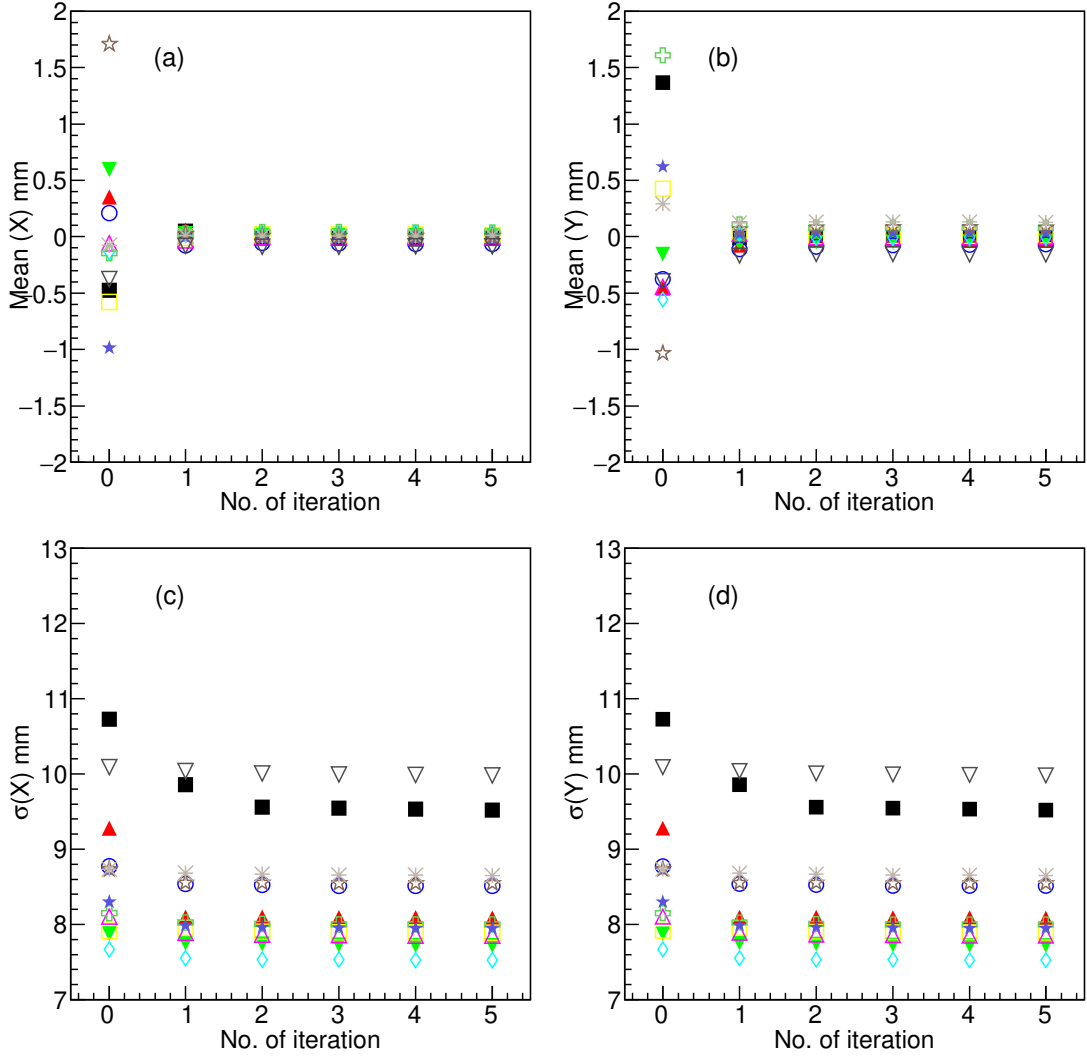 2
1.5
1
0.5
0
−0.5
−1
−1.5
−2
Mean (X) mm
(a)
0 1 2 3 4 5
No. of iteration
2
1.5
1
0.5
0
−0.5
−1
−1.5
−2
Mean (Y) mm
(b)
0 1 2 3 4 5
No. of iteration
13
12
11
10
9
8
7
σ(X) mm
(c)
0 1 2 3 4 5
No. of iteration
13
12
11
10
9
8
7
σ(Y) mm
(d)
0 1 2 3 4 5
No. of iteration